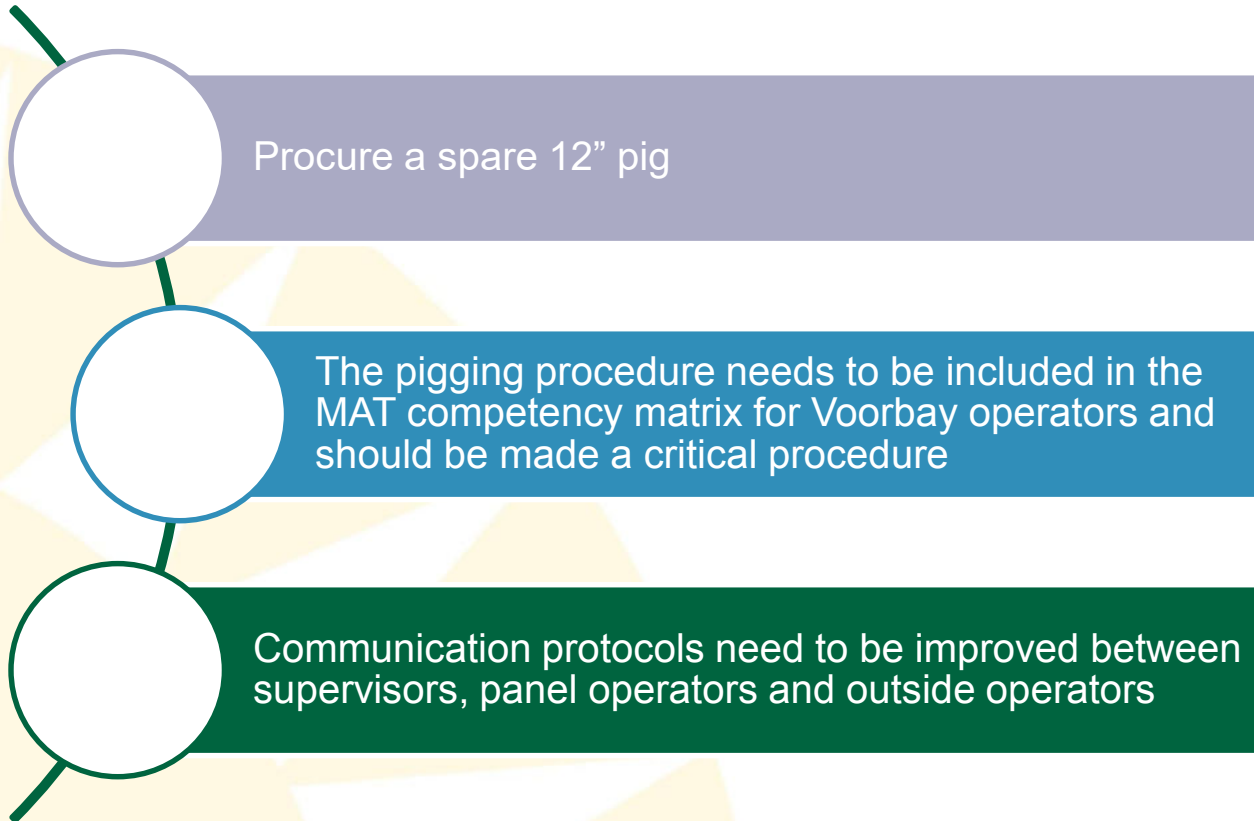 Procure a spare 12” pig
The pigging procedure needs to be included in the
MAT competency matrix for Voorbay operators and
should be made a critical procedure
Communication protocols need to be improved between
supervisors, panel operators and outside operators